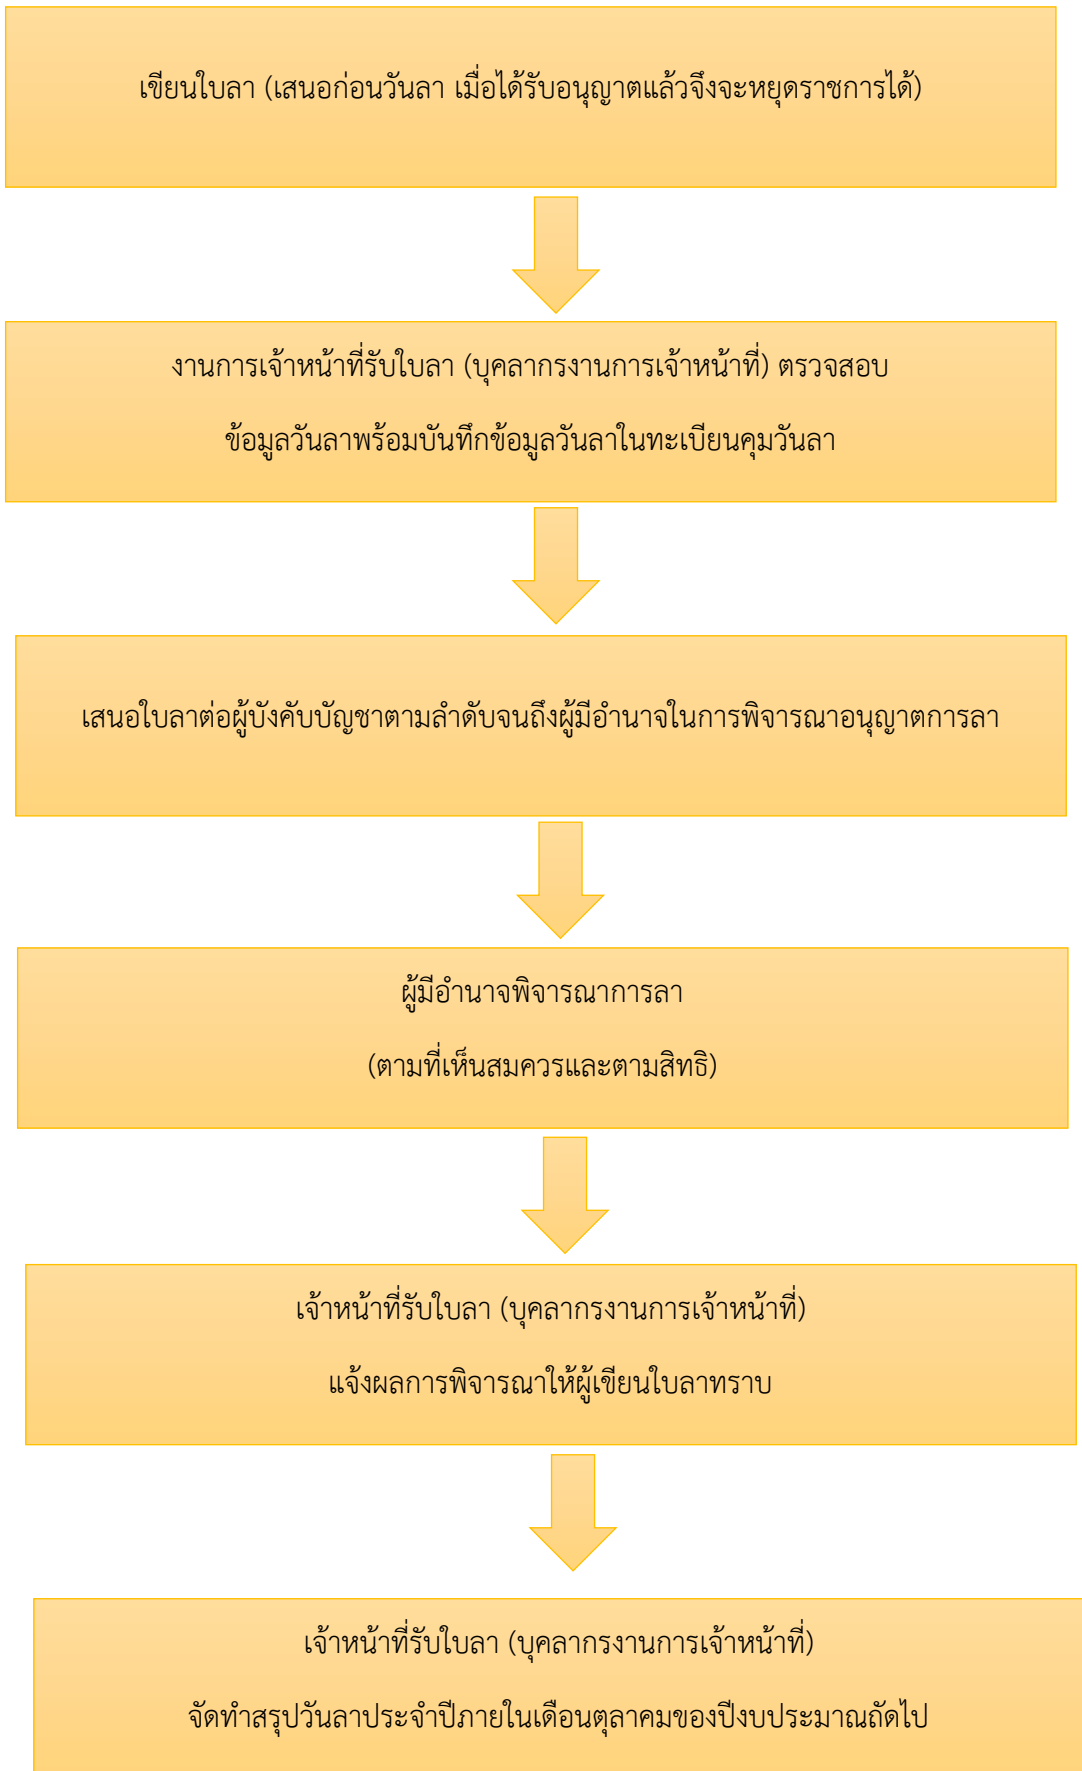 เขียนใบลา (เสนอก่อนวันลา เมื่อได้รับอนุญาตแล้วจึงจะหยุดราชการได้)
งานการเจ้าหน้าที่รับใบลา (บุคลากรงานการเจ้าหน้าที่) ตรวจสอบ
ข้อมูลวันลาพร้อมบันทึกข้อมูลวันลาในทะเบียนคุมวันลา
เสนอใบลาต่อผู้บังคับบัญชาตามลำดับจนถึงผู้มีอำนาจในการพิจารณาอนุญาตการลา
ผู้มีอำนาจพิจารณาการลา
(ตามที่เห็นสมควรและตามสิทธิ)
เจ้าหน้าที่รับใบลา (บุคลากรงานการเจ้าหน้าที่)
แจ้งผลการพิจารณาให้ผู้เขียนใบลาทราบ
เจ้าหน้าที่รับใบลา (บุคลากรงานการเจ้าหน้าที่)
จัดทำสรุปวันลาประจำปีภายในเดือนตุลาคมของปีงบประมาณถัดไป